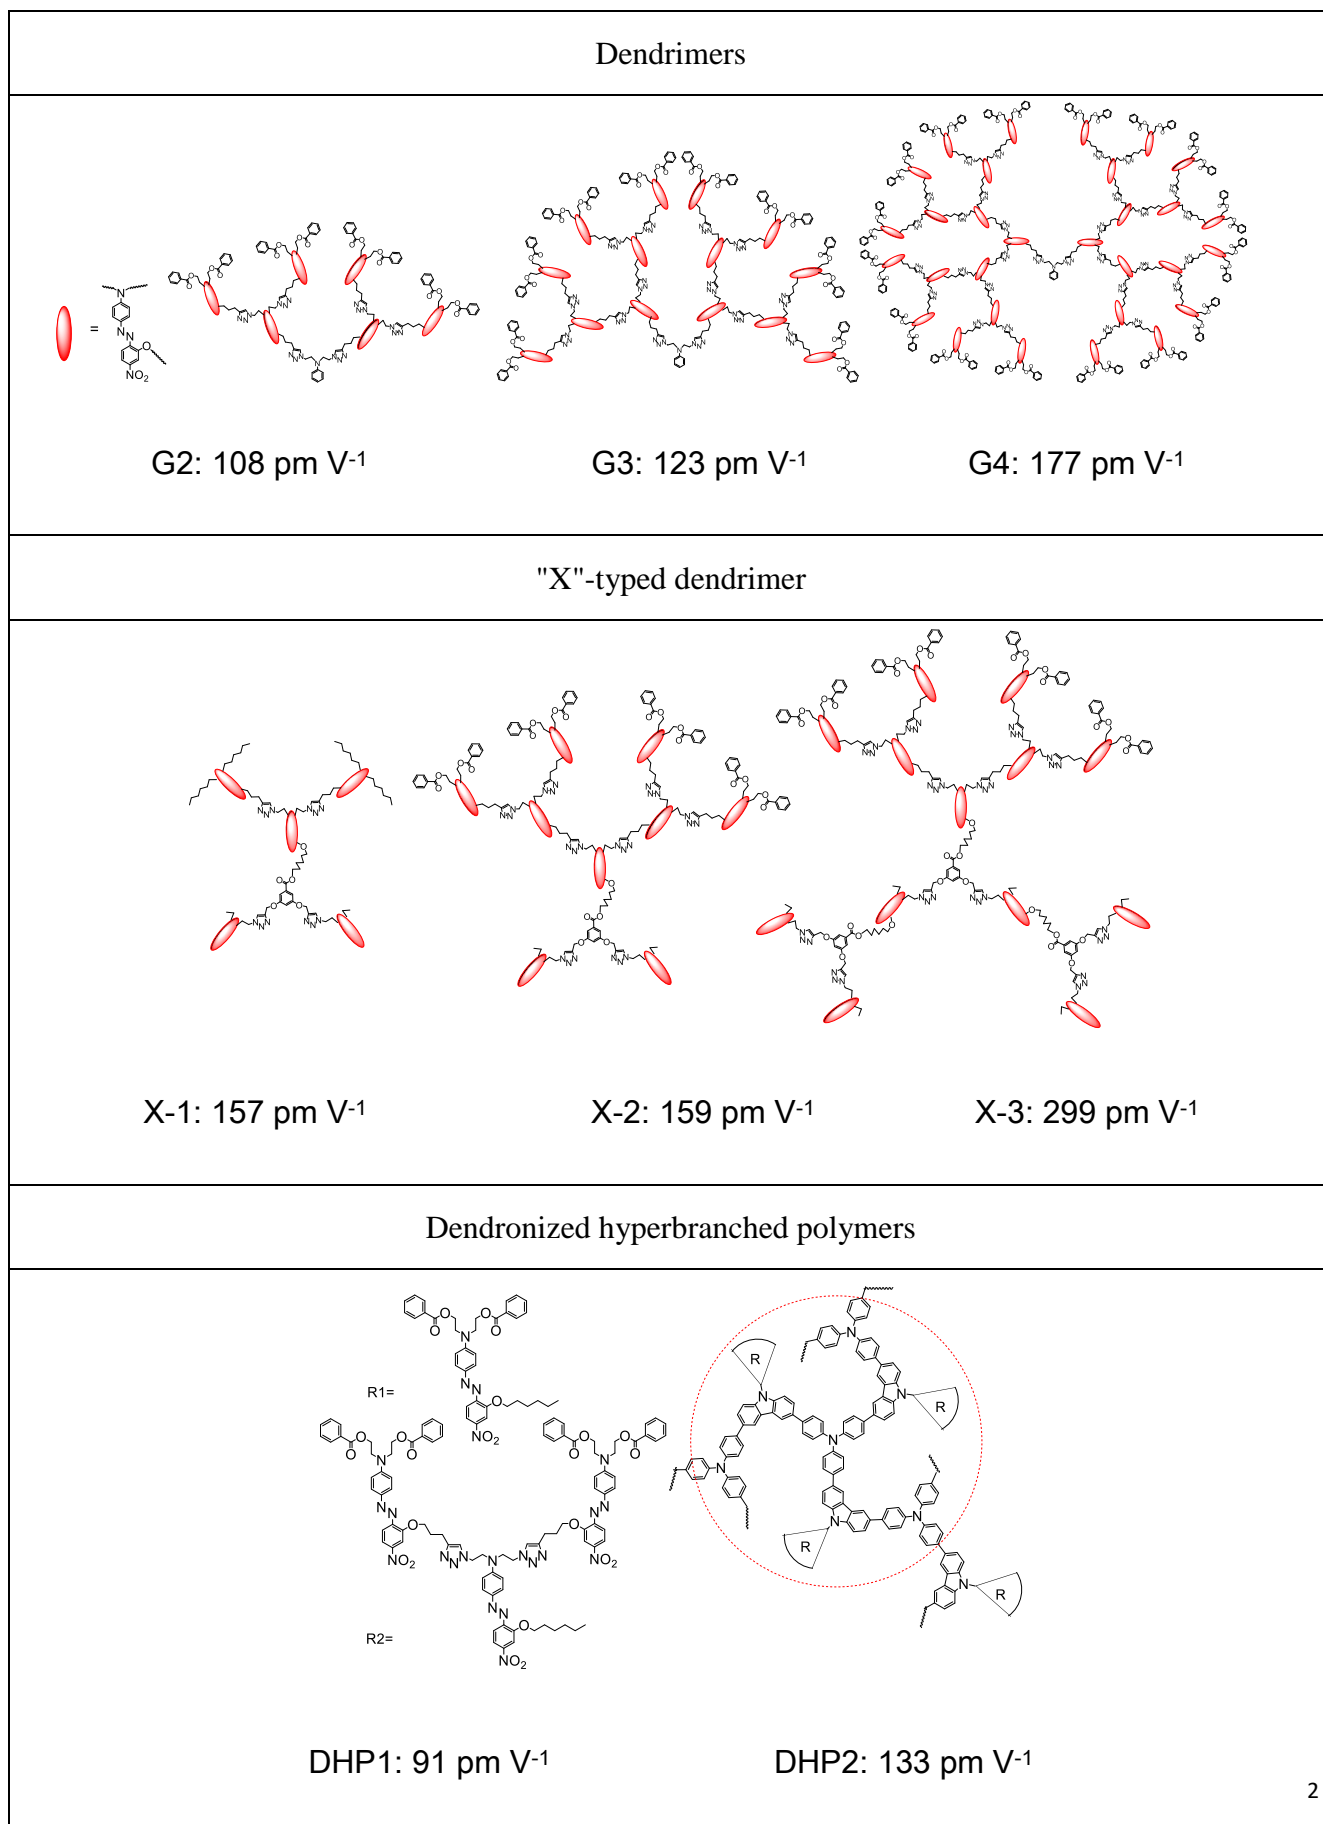 Dendrimers
=
N
N
N
O
NO2
G2: 108 pm V-1
G3: 123 pm V-1
G4: 177 pm V-1
"X"-typed dendrimer
X-1: 157 pm V-1
X-2: 159 pm V-1
X-3: 299 pm V-1
Dendronized hyperbranched polymers
R1=
NO2
R2=
NO2
NO2
NO2
R
R
R
R
DHP1: 91 pm V-1
DHP2: 133 pm V-1
2